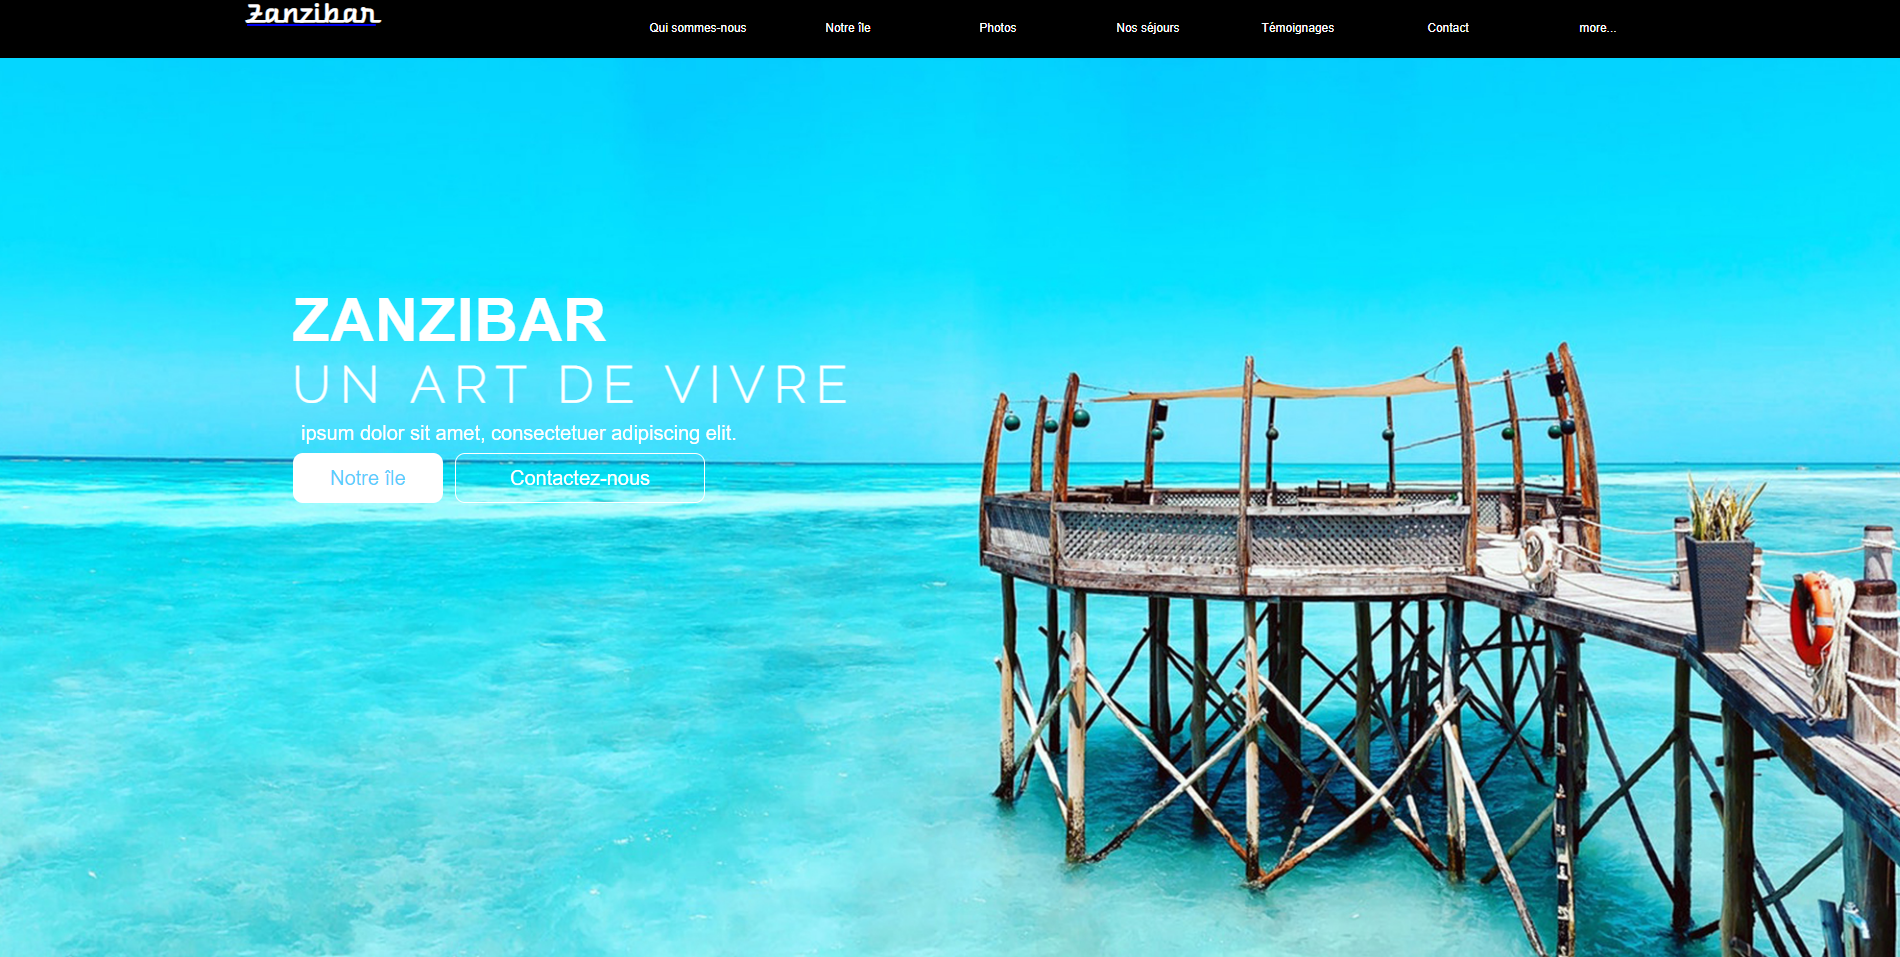 Zanzibar
Qui sommes-nous Notre île Photos Nos séjours Témoignages Contact more...
ZANZIBAR
UN ART DE VIVRE
ipsum dolor sit amet, consectetuer adipiscing elit.
Notre île Contactez-nous